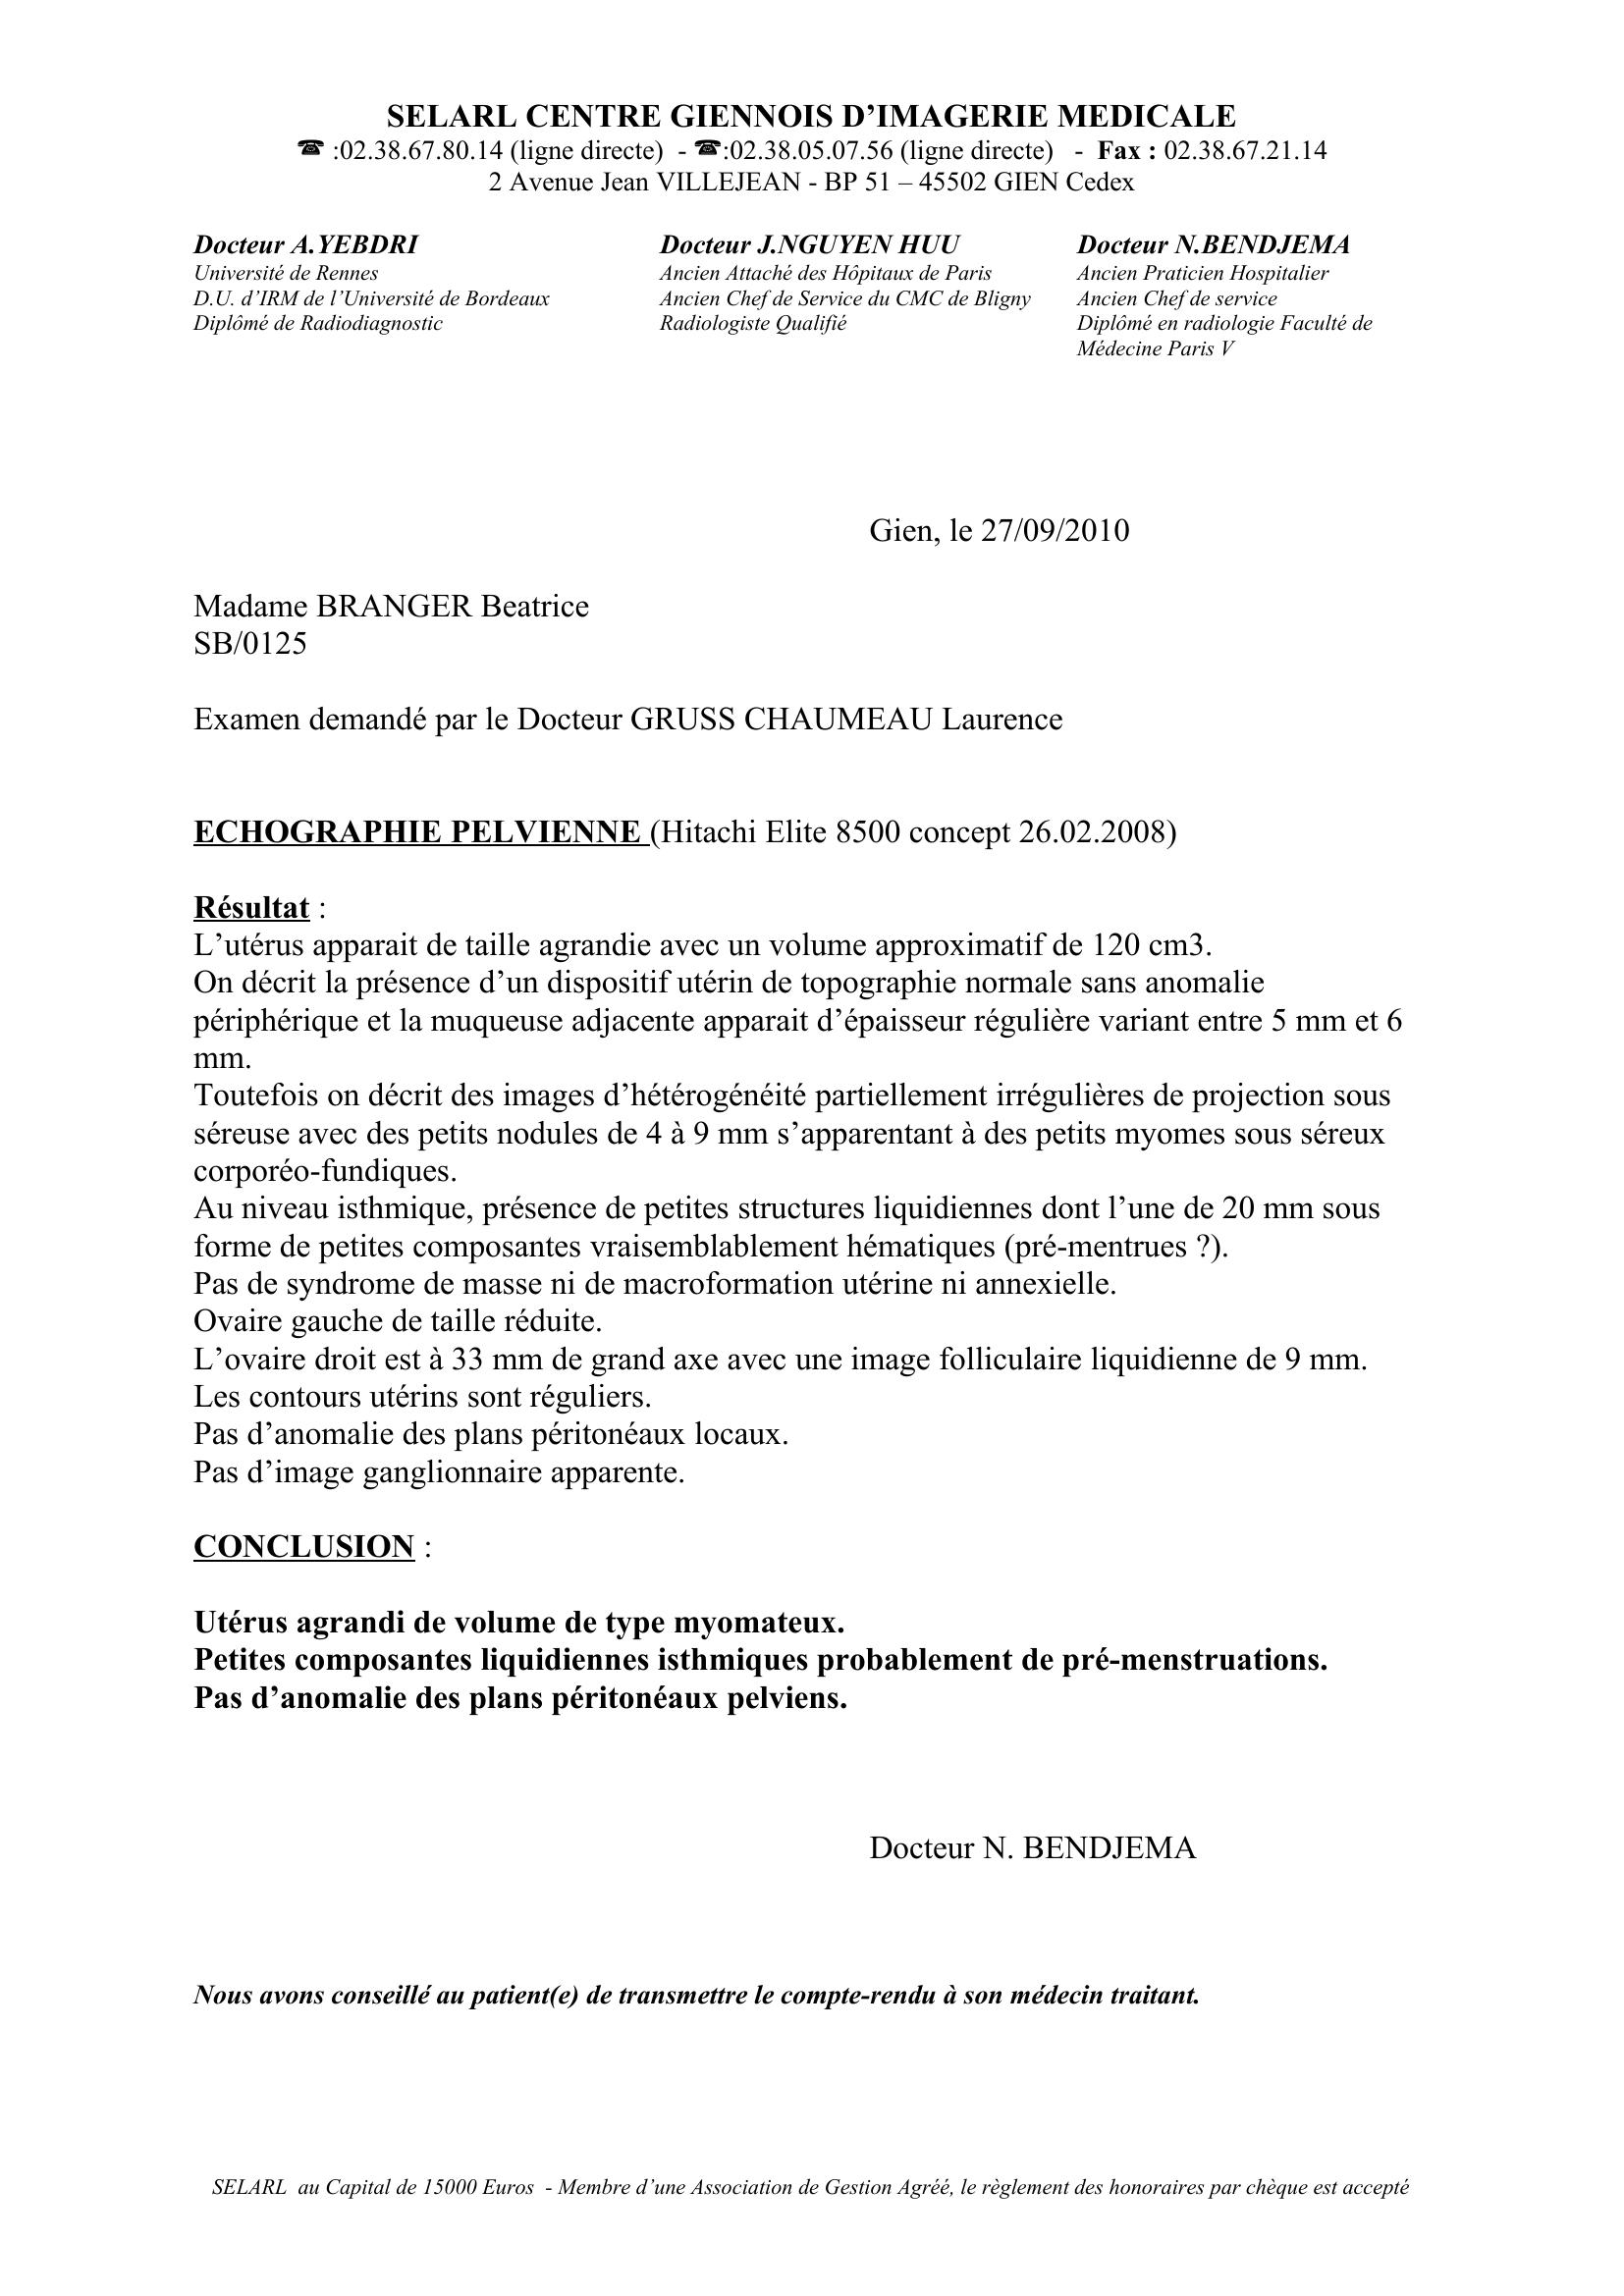 SELARL CENTRE GIENNOIS D’IMAGERIE MEDICALE
☎ :02.38.67.80.14 (ligne directe) - ☎:02.38.05.07.56 (ligne directe) - Fax : 02.38.67.21.14
2 Avenue Jean VILLEJEAN - BP 51 – 45502 GIEN Cedex
Docteur A.YEBDRI
Université de Rennes
D.U. d’IRM de l’Université de Bordeaux
Diplômé de Radiodiagnostic
Docteur J.NGUYEN HUU
Ancien Attaché des Hôpitaux de Paris
Ancien Chef de Service du CMC de Bligny
Radiologiste Qualifié
Docteur N.BENDJEMA
Ancien Praticien Hospitalier
Ancien Chef de service
Diplômé en radiologie Faculté de
Médecine Paris V
Gien, le 27/09/2010
Madame BRANGER Beatrice
SB/0125
Examen demandé par le Docteur GRUSS CHAUMEAU Laurence
ECHOGRAPHIE PELVIENNE (Hitachi Elite 8500 concept 26.02.2008)
Résultat :
L’utérus apparait de taille agrandie avec un volume approximatif de 120 cm3.
On décrit la présence d’un dispositif utérin de topographie normale sans anomalie
périphérique et la muqueuse adjacente apparait d’épaisseur régulière variant entre 5 mm et 6
mm.
Toutefois on décrit des images d’hétérogénéité partiellement irrégulières de projection sous
séreuse avec des petits nodules de 4 à 9 mm s’apparentant à des petits myomes sous séreux
corporéo-fundiques.
Au niveau isthmique, présence de petites structures liquidiennes dont l’une de 20 mm sous
forme de petites composantes vraisemblablement hématiques (pré-mentrues ?).
Pas de syndrome de masse ni de macroformation utérine ni annexielle.
Ovaire gauche de taille réduite.
L’ovaire droit est à 33 mm de grand axe avec une image folliculaire liquidienne de 9 mm.
Les contours utérins sont réguliers.
Pas d’anomalie des plans péritonéaux locaux.
Pas d’image ganglionnaire apparente.
CONCLUSION :
Utérus agrandi de volume de type myomateux.
Petites composantes liquidiennes isthmiques probablement de pré-menstruations.
Pas d’anomalie des plans péritonéaux pelviens.
Docteur N. BENDJEMA
Nous avons conseillé au patient(e) de transmettre le compte-rendu à son médecin traitant.
SELARL au Capital de 15000 Euros - Membre d’une Association de Gestion Agréé, le règlement des honoraires par chèque est accepté